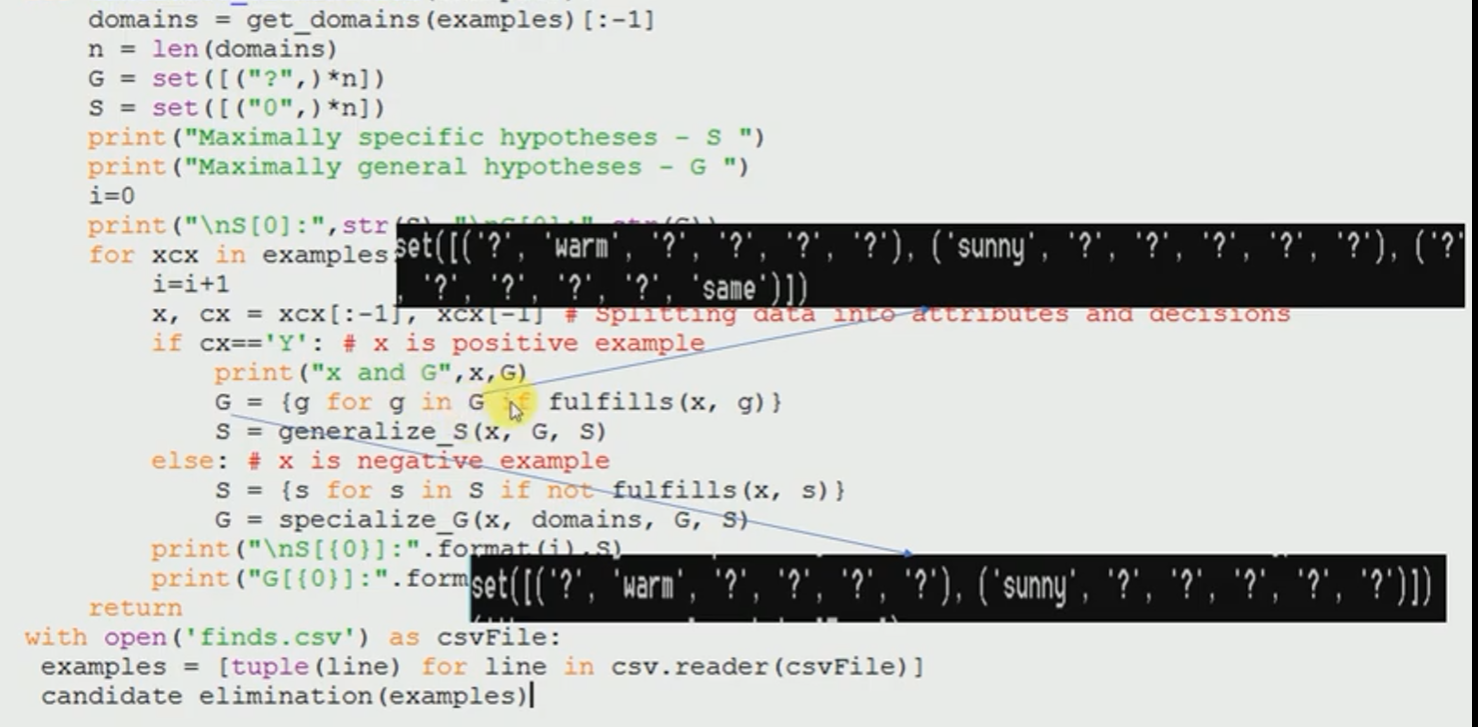 domains = get_domains(examples)[:-1]
n = len(domains)
G = set([("?",)*n])
S = set([("0",)*n])
print("Maximally specific hypotheses - S ")
print("Maximally general hypotheses - G ")
i=0
print("\nS[0]:",str(S),"\nG[0]:",str(G))
for xcx in examples
set([('?', 'warm', '?', '?', '?', '?'), ('sunny', '?', '?', '?', '?', '?'), ('?'
, '?', '?', '?', '?', 'same')])
i=i+1
x, cx = xcx[:-1], xcx[-1] # Splitting data into attributes and decisions
if cx=='Y': # x is positive example
print("x and G",x,G)
G = {g for g in G if fulfills(x, g)}
S = generalize_S(x, G, S)
else: # x is negative example
S = {s for s in S if not fulfills(x, s)}
G = specialize_G(x, domains, G, S)
print("\nS[{0}]:".format(i),S)
print("G[{0}]:".form
set([('?', 'warm', '?', '?', '?', '?'), ('sunny', '?', '?', '?', '?', '?')])
return
with open('finds.csv') as csvFile:
examples = [tuple(line) for line in csv.reader(csvFile)]
candidate elimination(examples)